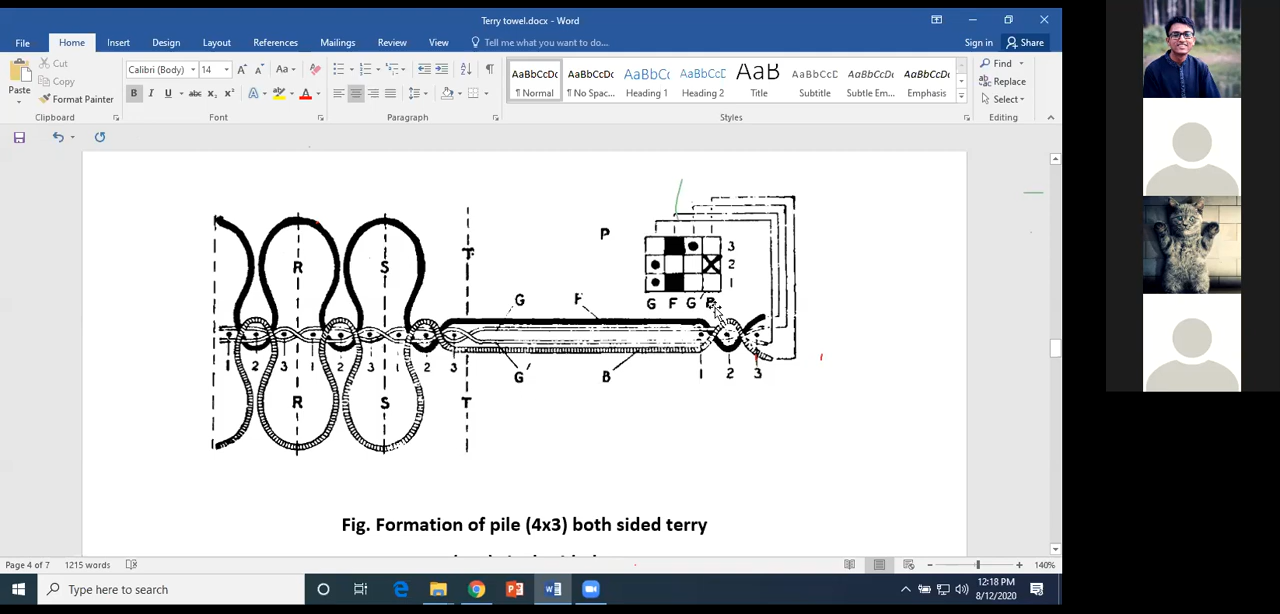 Terry towel.docx - Word
File Home Insert Design Layout References Mailings Review View Tell me what you want to do... Sign in Share
Paste Cut Copy Format Painter
Calibri (Body) 14 Aa
B I U abc X₂ X² A A
AaBbCcDc AaBbCcDc AaBbCc AaBbCcD AaB AaBbCcD AaBbCcDc AaBbCcDc
¶ Normal ¶ No Spac... Heading 1 Heading 2 Title Subtitle Subtle Em... Emphasis
Find Replace Select
Clipboard Font Paragraph Styles Editing
P
3
2
1
G F G' B
R S T
G F
1 2 3 1 2 3 1 2 3 1 2 3
G' B
R S T
Fig. Formation of pile (4x3) both sided terry
Page 4 of 7 1215 words 140%
Type here to search
12:18 PM
8/12/2020